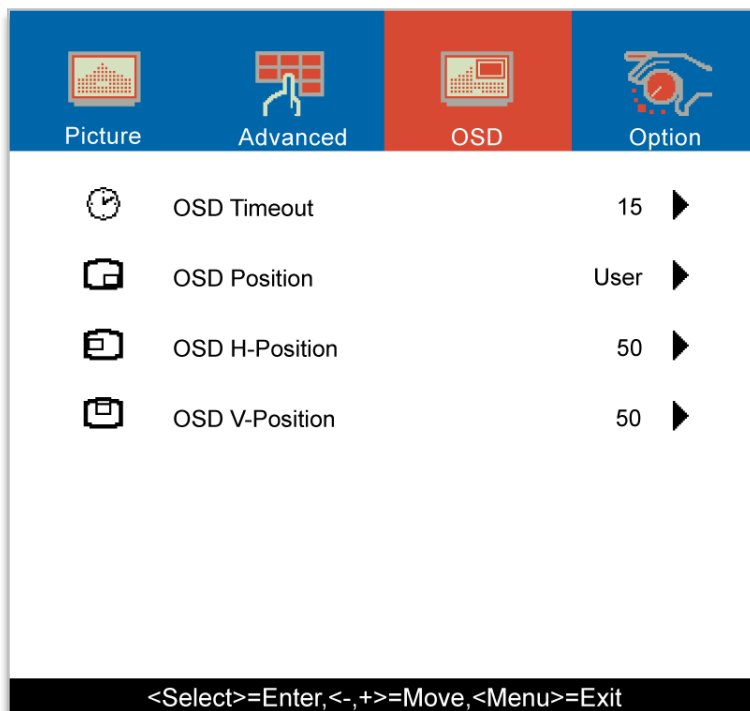 Picture Advanced OSD Option
OSD Timeout 15
OSD Position User
OSD H-Position 50
OSD V-Position 50
<Select>=Enter,<-,+>=Move,<Menu>=Exit